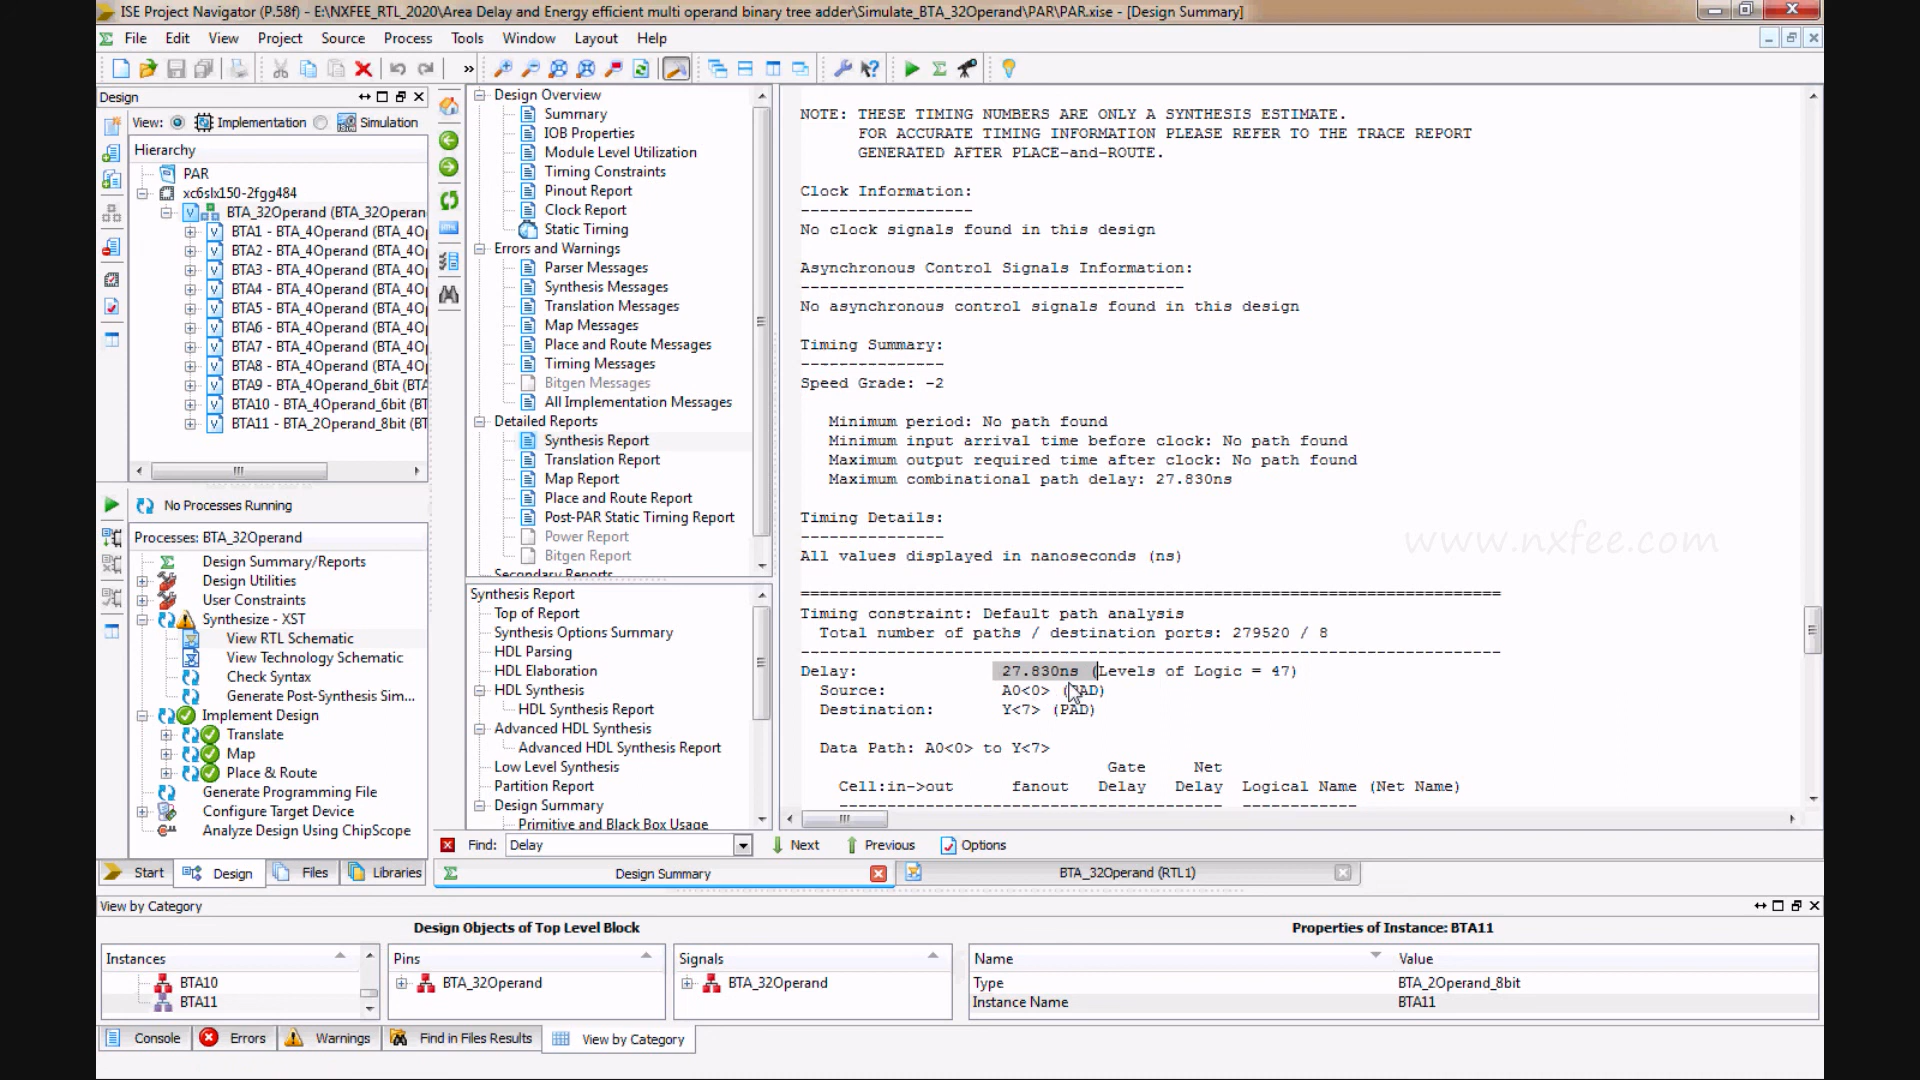 ISE Project Navigator (P.58f) - E:\NXFEE_RTL_2020\Area Delay and Energy efficient multi operand binary tree adder\Simulate_BTA_32Operand\PAR\PAR.xise - [Design Summary]
File Edit View Project Source Process Tools Window Layout Help
»
Design
View: Implementation Simulation
Hierarchy
PAR
xc6slx150-2fgg484
BTA_32Operand (BTA_32Operan
BTA1 - BTA_4Operand (BTA_4Op
BTA2 - BTA_4Operand (BTA_4Op
BTA3 - BTA_4Operand (BTA_4Op
BTA4 - BTA_4Operand (BTA_4Op
BTA5 - BTA_4Operand (BTA_4Op
BTA6 - BTA_4Operand (BTA_4Op
BTA7 - BTA_4Operand (BTA_4Op
BTA8 - BTA_4Operand (BTA_4Op
BTA9 - BTA_4Operand_6bit (BTA
BTA10 - BTA_4Operand_6bit (BT
BTA11 - BTA_2Operand_8bit (BT
No Processes Running
Processes: BTA_32Operand
Design Summary/Reports
Design Utilities
User Constraints
Synthesize - XST
View RTL Schematic
View Technology Schematic
Check Syntax
Generate Post-Synthesis Sim...
Implement Design
Translate
Map
Place & Route
Generate Programming File
Configure Target Device
Analyze Design Using ChipScope
Start Design Files Libraries
Design Overview
Summary
IOB Properties
Module Level Utilization
Timing Constraints
Pinout Report
Clock Report
Static Timing
Errors and Warnings
Parser Messages
Synthesis Messages
Translation Messages
Map Messages
Place and Route Messages
Timing Messages
Bitgen Messages
All Implementation Messages
Detailed Reports
Synthesis Report
Translation Report
Map Report
Place and Route Report
Post-PAR Static Timing Report
Power Report
Bitgen Report
Secondary Reports
Synthesis Report
Top of Report
Synthesis Options Summary
HDL Parsing
HDL Elaboration
HDL Synthesis
HDL Synthesis Report
Advanced HDL Synthesis
Advanced HDL Synthesis Report
Low Level Synthesis
Partition Report
Design Summary
Primitive and Black Box Usage
NOTE: THESE TIMING NUMBERS ARE ONLY A SYNTHESIS ESTIMATE.
FOR ACCURATE TIMING INFORMATION PLEASE REFER TO THE TRACE REPORT
GENERATED AFTER PLACE-and-ROUTE.
Clock Information:
------------------
No clock signals found in this design
Asynchronous Control Signals Information:
----------------------------------------
No asynchronous control signals found in this design
Timing Summary:
---------------
Speed Grade: -2
Minimum period: No path found
Minimum input arrival time before clock: No path found
Maximum output required time after clock: No path found
Maximum combinational path delay: 27.830ns
Timing Details:
---------------
All values displayed in nanoseconds (ns)
=========================================================================
Timing constraint: Default path analysis
Total number of paths / destination ports: 279520 / 8
-------------------------------------------------------------------------
Delay: 27.830ns (Levels of Logic = 47)
Source: A0<0> (PAD)
Destination: Y<7> (PAD)
Data Path: A0<0> to Y<7>
Gate Net
Cell:in->out fanout Delay Delay Logical Name (Net Name)
---------------------------------------- ------------
www.nxfee.com
Find: Delay Next Previous Options
Design Summary BTA_32Operand (RTL1)
View by Category
Design Objects of Top Level Block Properties of Instance: BTA11
Instances Pins Signals Name Value
BTA10 BTA_32Operand BTA_32Operand Type BTA_2Operand_8bit
BTA11 Instance Name BTA11
Console Errors Warnings Find in Files Results View by Category